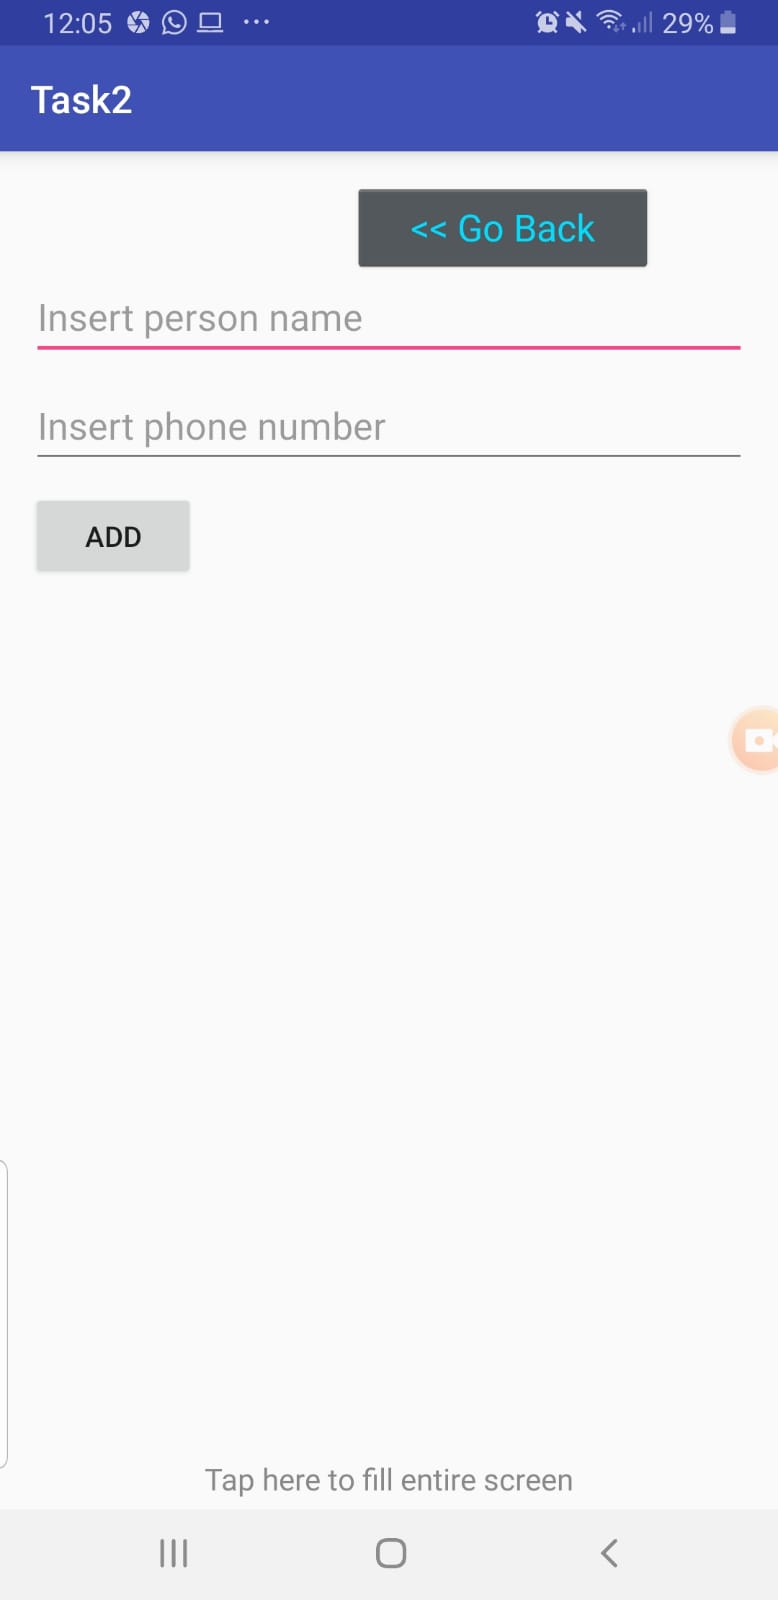 12:05 29%
Task2
<< Go Back
Insert person name
Insert phone number
ADD
Tap here to fill entire screen